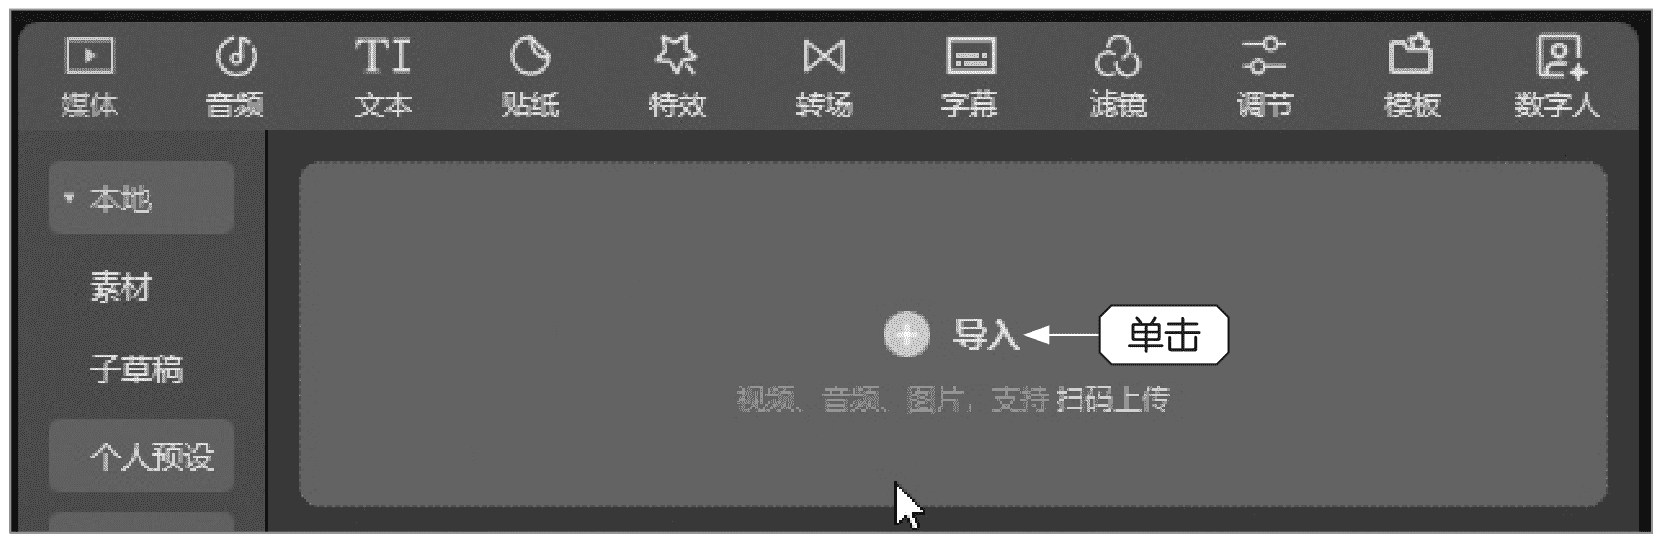 媒体 音频 文本 贴纸 特效 转场 字幕 滤镜 调节 模板 数字人
本地
素材
子草稿
个人预设
导入 单击
视频、音频、图片，支持 扫码上传